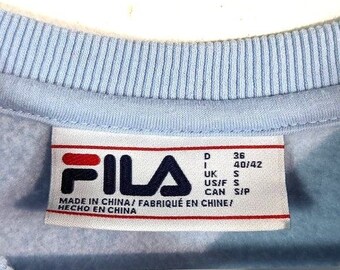 FILA
D 36
I 40/42
UK S
US/F S
CAN S/P
MADE IN CHINA/ FABRIQUÉ EN CHINE/
HECHO EN CHINA